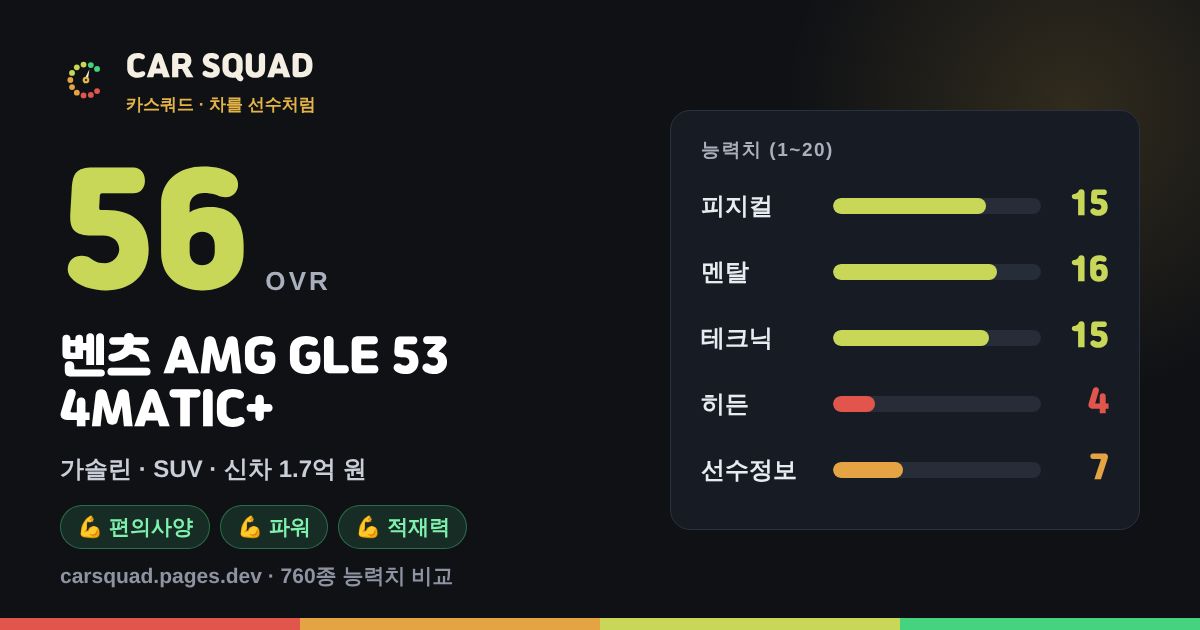 CAR SQUAD
카스쿼드 · 차를 선수처럼
56 OVR
벤츠 AMG GLE 53
4MATIC+
가솔린 · SUV · 신차 1.7억 원
💪 편의사양 💪 파워 💪 적재력
carsquad.pages.dev · 760종 능력치 비교
능력치 (1~20)
피지컬 15
멘탈 16
테크닉 15
히든 4
선수정보 7